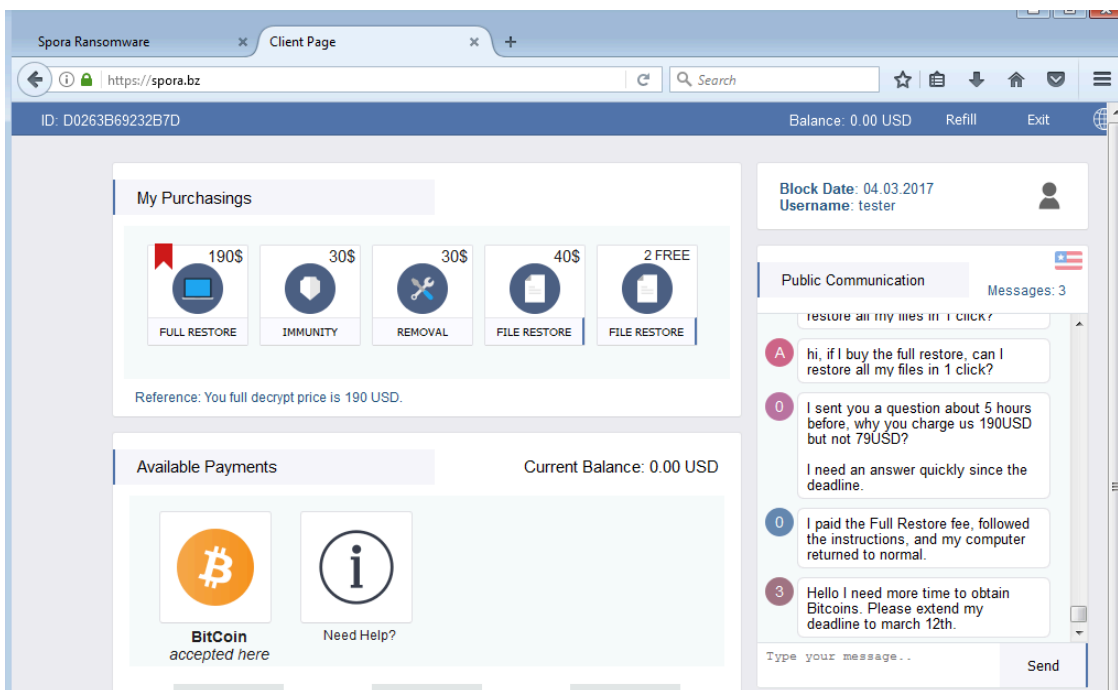 Spora Ransomware
Client Page
https://spora.bz
Search
ID: D0263B69232B7D
Balance: 0.00 USD
Refill
Exit
My Purchasings
190$
FULL RESTORE
30$
IMMUNITY
30$
REMOVAL
40$
FILE RESTORE
2 FREE
FILE RESTORE
Reference: You full decrypt price is 190 USD.
Available Payments
Current Balance: 0.00 USD
BitCoin
accepted here
Need Help?
Block Date: 04.03.2017
Username: tester
Public Communication
Messages: 3
restore all my files in 1 click?
A
hi, if I buy the full restore, can I
restore all my files in 1 click?
0
I sent you a question about 5 hours
before, why you charge us 190USD
but not 79USD?
I need an answer quickly since the
deadline.
0
I paid the Full Restore fee, followed
the instructions, and my computer
returned to normal.
3
Hello I need more time to obtain
Bitcoins. Please extend my
deadline to march 12th.
Type your message..
Send